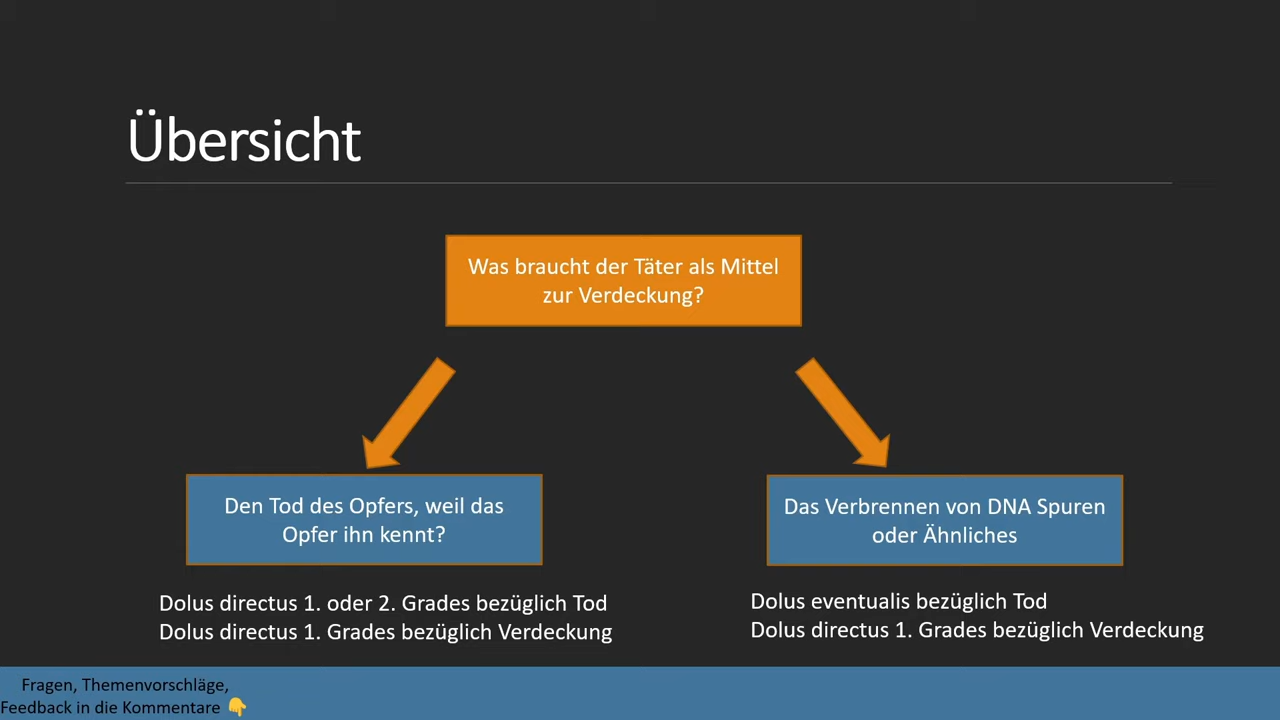 Übersicht
Was braucht der Täter als Mittel
zur Verdeckung?
Den Tod des Opfers, weil das
Opfer ihn kennt?
Das Verbrennen von DNA Spuren
oder Ähnliches
Dolus directus 1. oder 2. Grades bezüglich Tod
Dolus directus 1. Grades bezüglich Verdeckung
Dolus eventualis bezüglich Tod
Dolus directus 1. Grades bezüglich Verdeckung
Fragen, Themenvorschläge,
Feedback in die Kommentare 👇